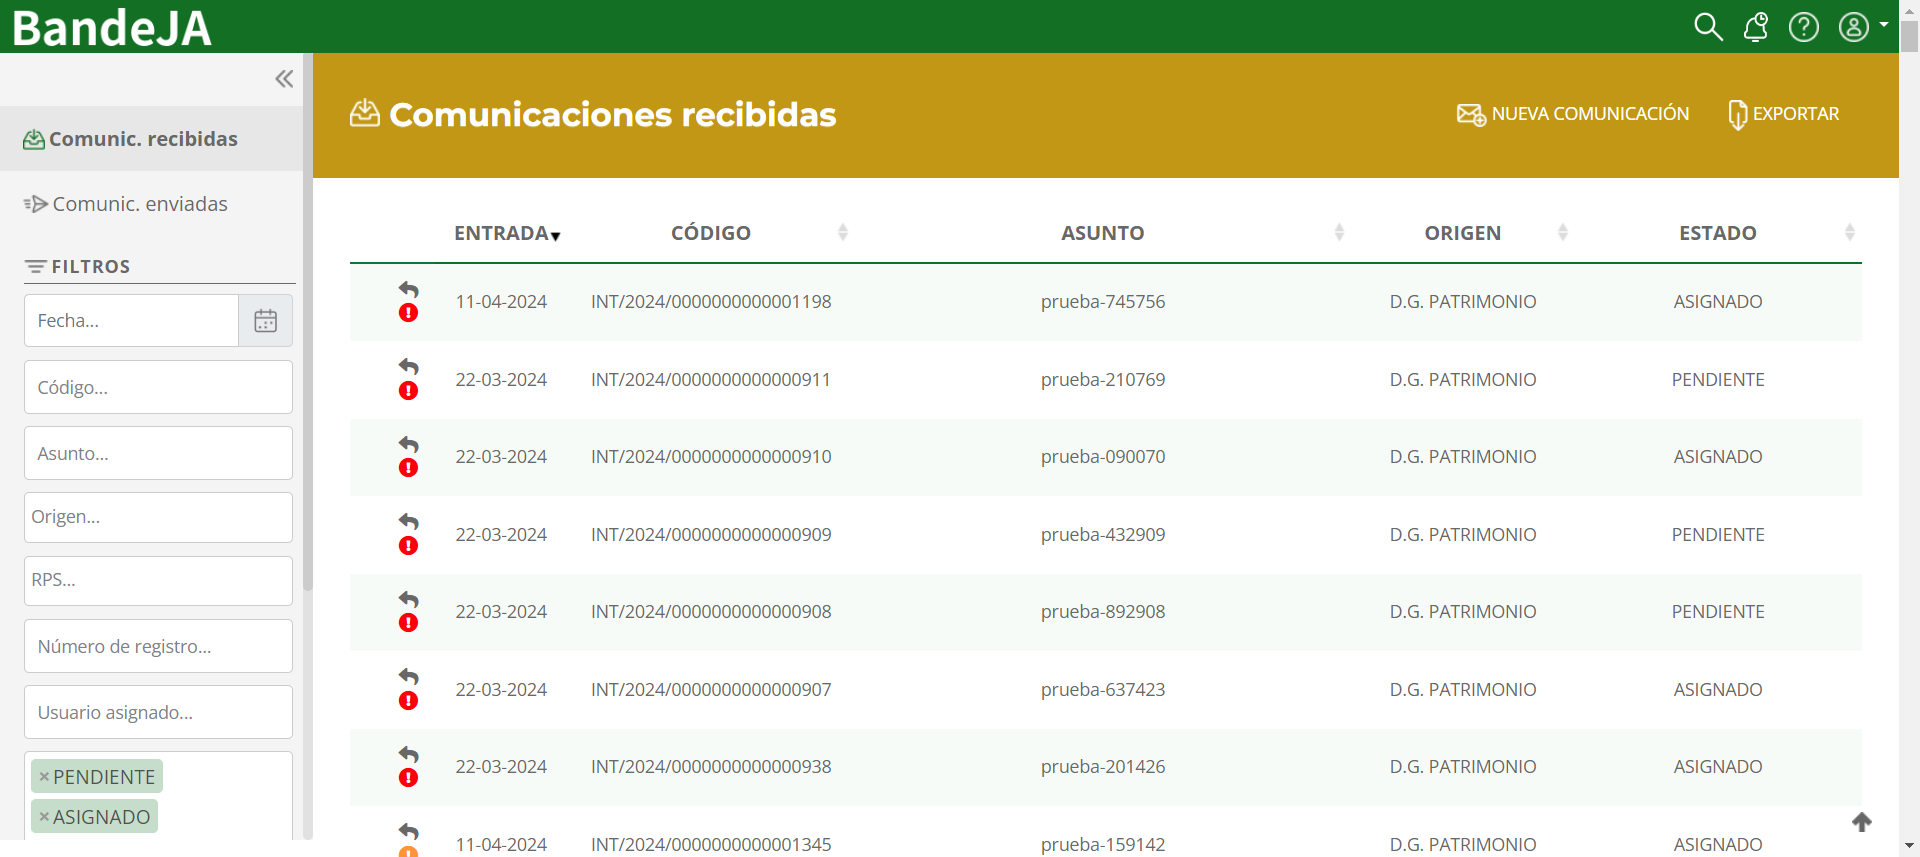 BandeJA
Comunic. recibidas
Comunic. enviadas
FILTROS
Fecha...
Código...
Asunto...
Origen...
RPS...
Número de registro...
Usuario asignado...
× PENDIENTE
× ASIGNADO
Comunicaciones recibidas
NUEVA COMUNICACIÓN
EXPORTAR
ENTRADA CÓDIGO ASUNTO ORIGEN ESTADO
11-04-2024 INT/2024/0000000000001198 prueba-745756 D.G. PATRIMONIO ASIGNADO
22-03-2024 INT/2024/0000000000000911 prueba-210769 D.G. PATRIMONIO PENDIENTE
22-03-2024 INT/2024/0000000000000910 prueba-090070 D.G. PATRIMONIO ASIGNADO
22-03-2024 INT/2024/0000000000000909 prueba-432909 D.G. PATRIMONIO PENDIENTE
22-03-2024 INT/2024/0000000000000908 prueba-892908 D.G. PATRIMONIO PENDIENTE
22-03-2024 INT/2024/0000000000000907 prueba-637423 D.G. PATRIMONIO ASIGNADO
22-03-2024 INT/2024/0000000000000938 prueba-201426 D.G. PATRIMONIO ASIGNADO
11-04-2024 INT/2024/0000000000001345 prueba-159142 D.G. PATRIMONIO ASIGNADO